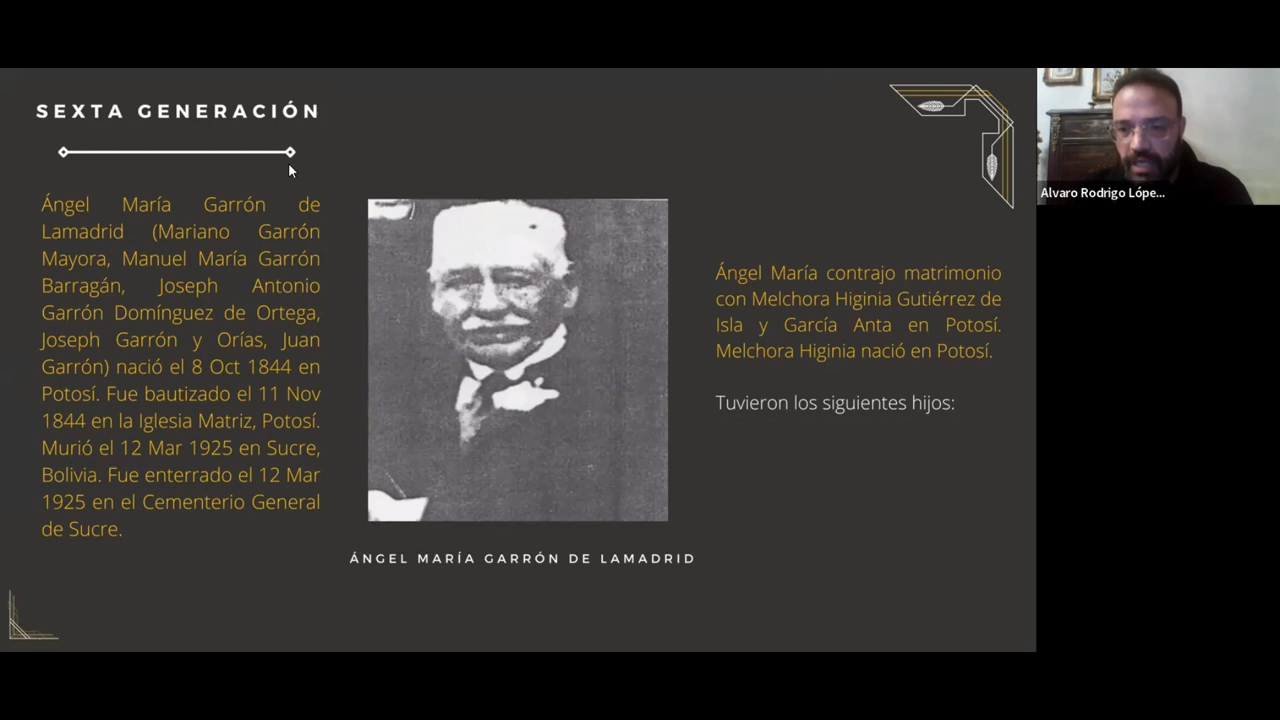 SEXTA GENERACIÓN
Ángel María Garrón de
Lamadrid (Mariano Garrón
Mayora, Manuel María Garrón
Barragán, Joseph Antonio
Garrón Domínguez de Ortega,
Joseph Garrón y Orías, Juan
Garrón) nació el 8 Oct 1844 en
Potosí. Fue bautizado el 11 Nov
1844 en la Iglesia Matriz, Potosí.
Murió el 12 Mar 1925 en Sucre,
Bolivia. Fue enterrado el 12 Mar
1925 en el Cementerio General
de Sucre.
ÁNGEL MARÍA GARRÓN DE LAMADRID
Ángel María contrajo matrimonio
con Melchora Higinia Gutiérrez de
Isla y García Anta en Potosí.
Melchora Higinia nació en Potosí.
Tuvieron los siguientes hijos:
Alvaro Rodrigo Lópe...